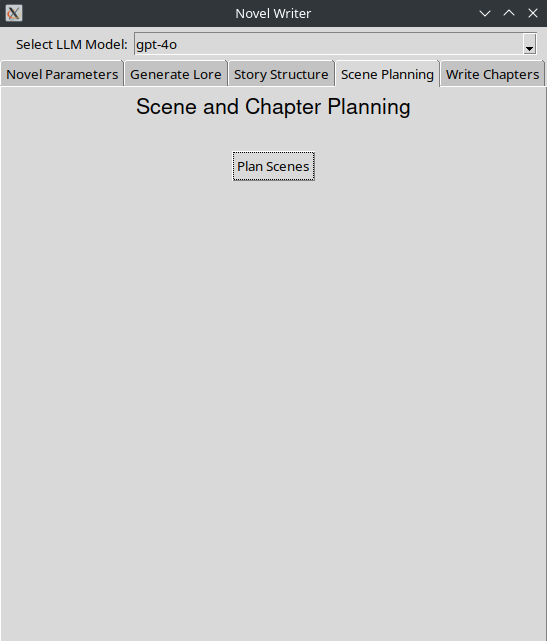 Novel Writer
Select LLM Model: gpt-4o
Novel Parameters Generate Lore Story Structure Scene Planning Write Chapters
Scene and Chapter Planning
Plan Scenes